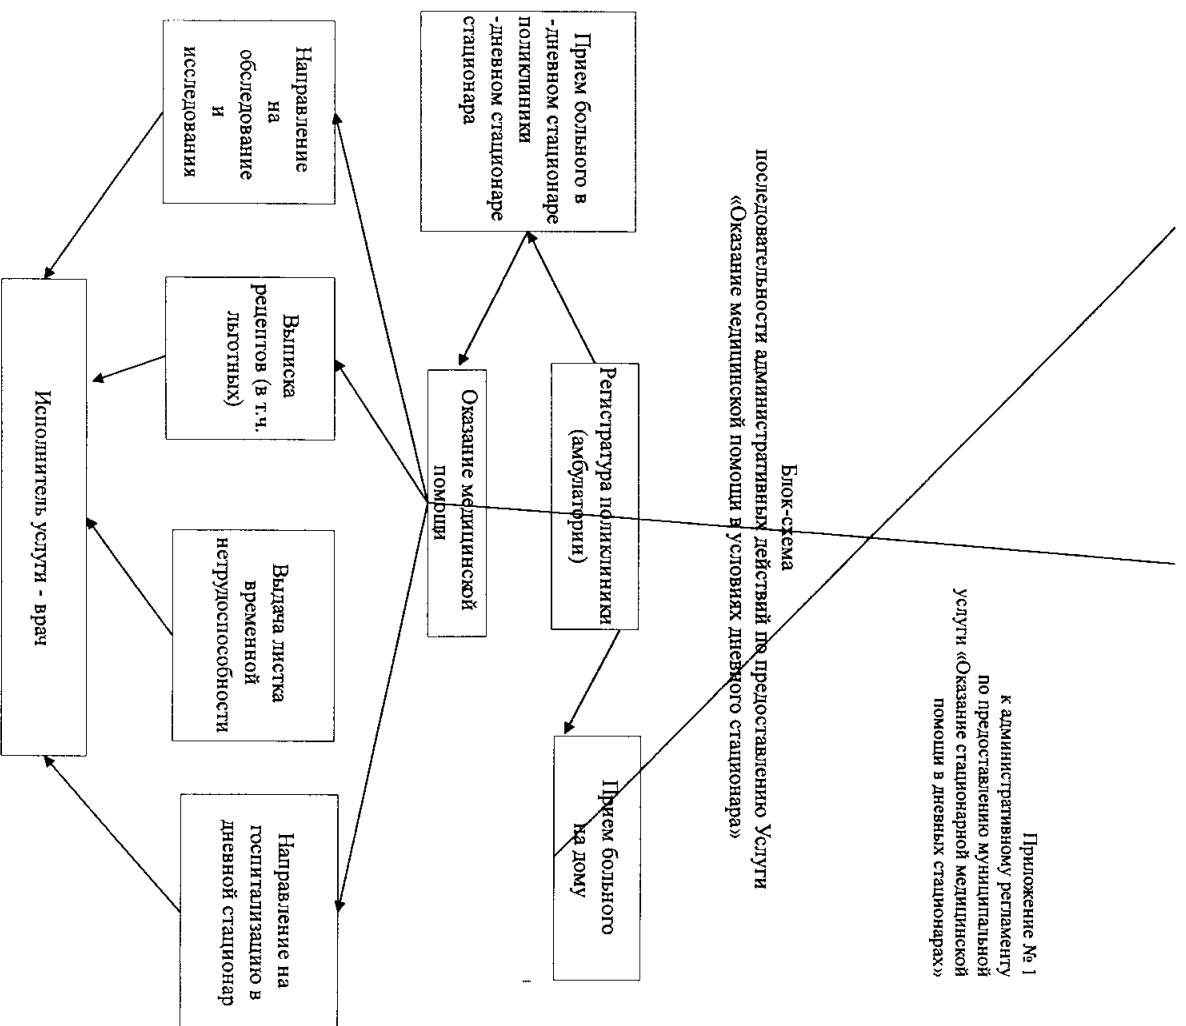 Приложение № 1
к административному регламенту
по предоставлению муниципальной
услуги «Оказание стационарной медицинской
помощи в дневных стационарах»
Блок-схема
последовательности административных действий по предоставлению Услуги
«Оказание медицинской помощи в условиях дневного стационара»
Прием больного в
-дневном стационаре
поликлиники
-дневном стационаре
стационара
Регистратура поликлиники
(амбулатории)
Прием больного
на дому
Оказание медицинской
помощи
Направление
на
обследование
и
исследования
Выписка
рецептов (в т.ч.
льготных)
Выдача листка
временной
нетрудоспособности
Направление на
госпитализацию в
дневной стационар
Исполнитель услуги - врач